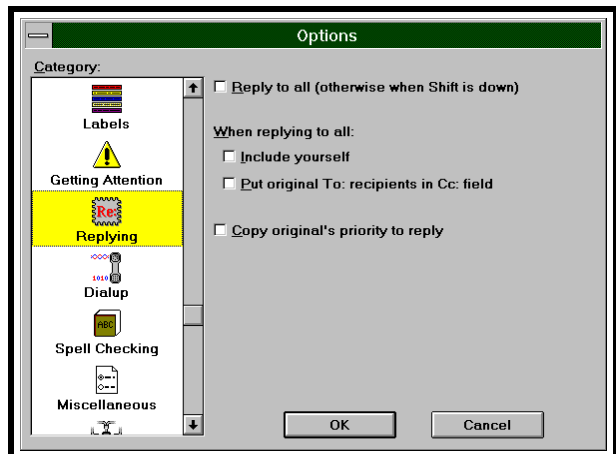 Options
Category:
Labels
Getting Attention
Re:
Replying
1010
Dialup
ABC
Spell Checking
Miscellaneous
Reply to all (otherwise when Shift is down)
When replying to all:
Include yourself
Put original To: recipients in Cc: field
Copy original's priority to reply
OK
Cancel